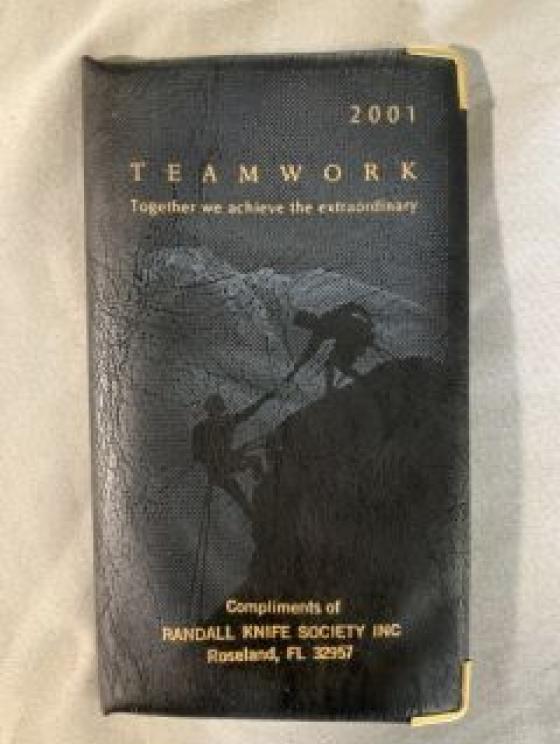 2001
TEAMWORK
Together we achieve the extraordinary
Compliments of
RANDALL KNIFE SOCIETY INC
Roseland, FL 32957